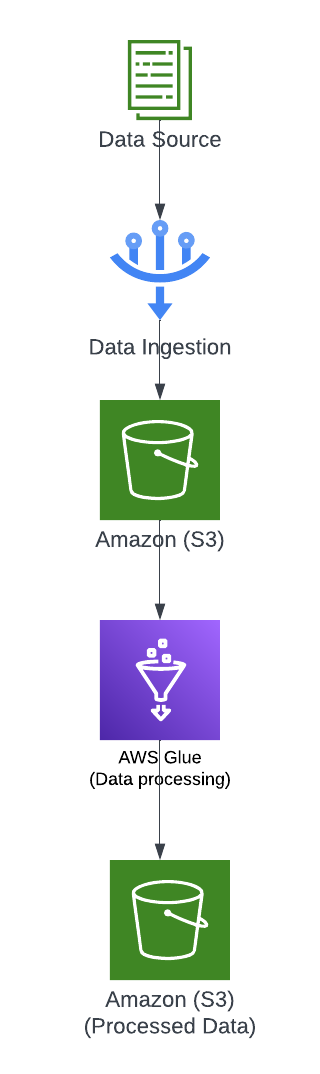 Data Source
Data Ingestion
Amazon (S3)
AWS Glue
(Data processing)
Amazon (S3)
(Processed Data)